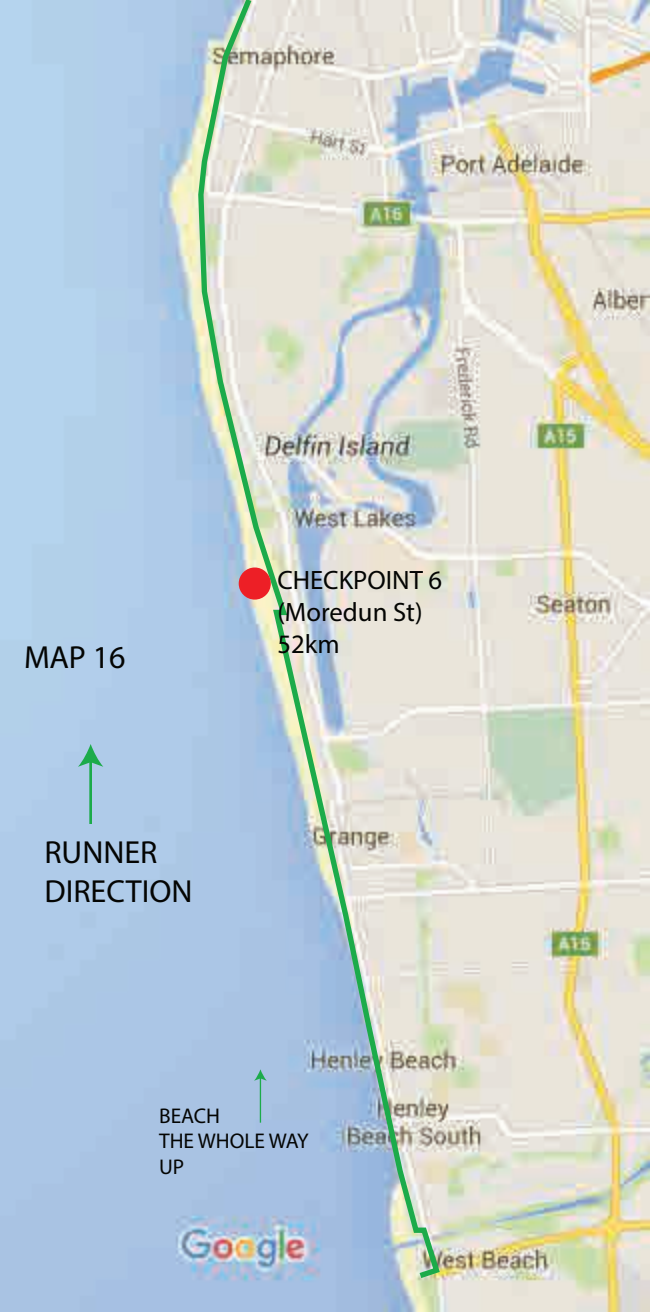 Semaphore
Hart St
Port Adelaide
A16
Alber
Frederick Rd
A15
Delfin Island
West Lakes
CHECKPOINT 6
(Moredun St)
52km
Seaton
MAP 16
RUNNER
DIRECTION
Grange
A15
Henley Beach
BEACH
THE WHOLE WAY
UP
Henley
Beach South
Google
West Beach